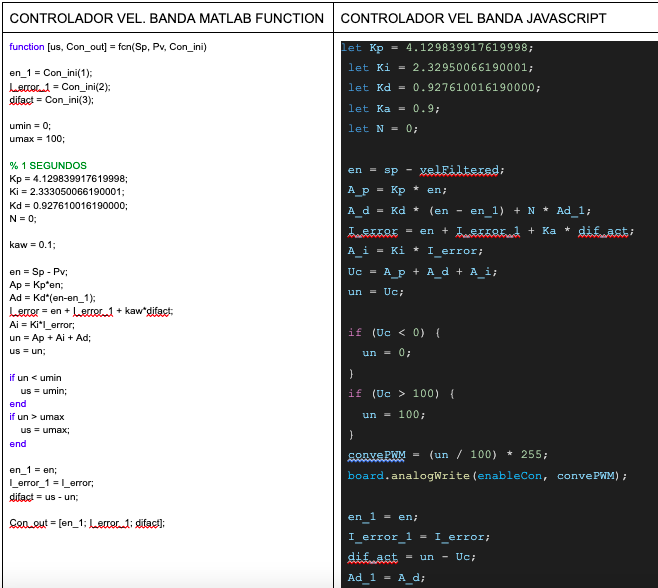 CONTROLADOR VEL. BANDA MATLAB FUNCTION
function [us, Con_out] = fcn(Sp, Pv, Con_ini)
en_1 = Con_ini(1);
I_error_1 = Con_ini(2);
difact = Con_ini(3);
umin = 0;
umax = 100;
% 1 SEGUNDOS
Kp = 4.129839917619998;
Ki = 2.333050066190001;
Kd = 0.927610016190000;
N = 0;
kaw = 0.1;
en = Sp - Pv;
Ap = Kp*en;
Ad = Kd*(en-en_1);
I_error = en + I_error_1 + kaw*difact;
Ai = Ki*I_error;
un = Ap + Ai + Ad;
us = un;
if un < umin
us = umin;
end
if un > umax
us = umax;
end
en_1 = en;
I_error_1 = I_error;
difact = us - un;
Con_out = [en_1; I_error_1; difact];
CONTROLADOR VEL BANDA JAVASCRIPT
let Kp = 4.129839917619998;
let Ki = 2.32950066190001;
let Kd = 0.927610016190000;
let Ka = 0.9;
let N = 0;
en = sp - velFiltered;
A_p = Kp * en;
A_d = Kd * (en - en_1) + N * Ad_1;
I_error = en + I_error_1 + Ka * dif_act;
A_i = Ki * I_error;
Uc = A_p + A_d + A_i;
un = Uc;
if (Uc < 0) {
un = 0;
}
if (Uc > 100) {
un = 100;
}
convePWM = (un / 100) * 255;
board.analogWrite(enableCon, convePWM);
en_1 = en;
I_error_1 = I_error;
dif_act = un - Uc;
Ad_1 = A_d;